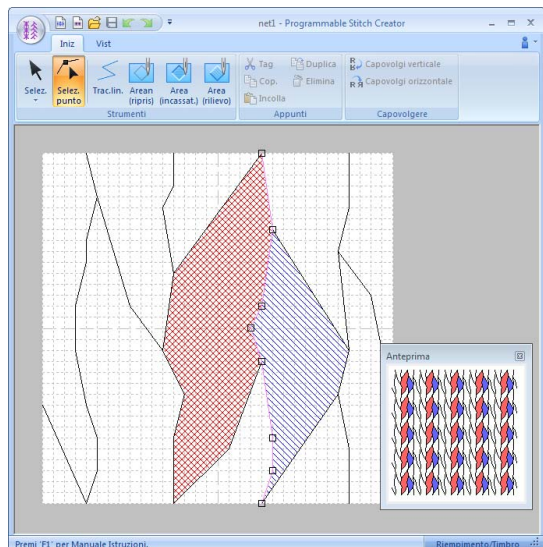 net1 - Programmable Stitch Creator
Iniz Vist
Selez. Selez. punto Trac.lin. Arean (ripris) Area (incassat.) Area (rilievo)
Tag Duplica
Cop. Elimina
Incolla
Capovolgi verticale
Capovolgi orizzontale
Strumenti Appunti Capovolgere
Anteprima
Premi 'F1' per Manuale Istruzioni. Riempimento/Timbro